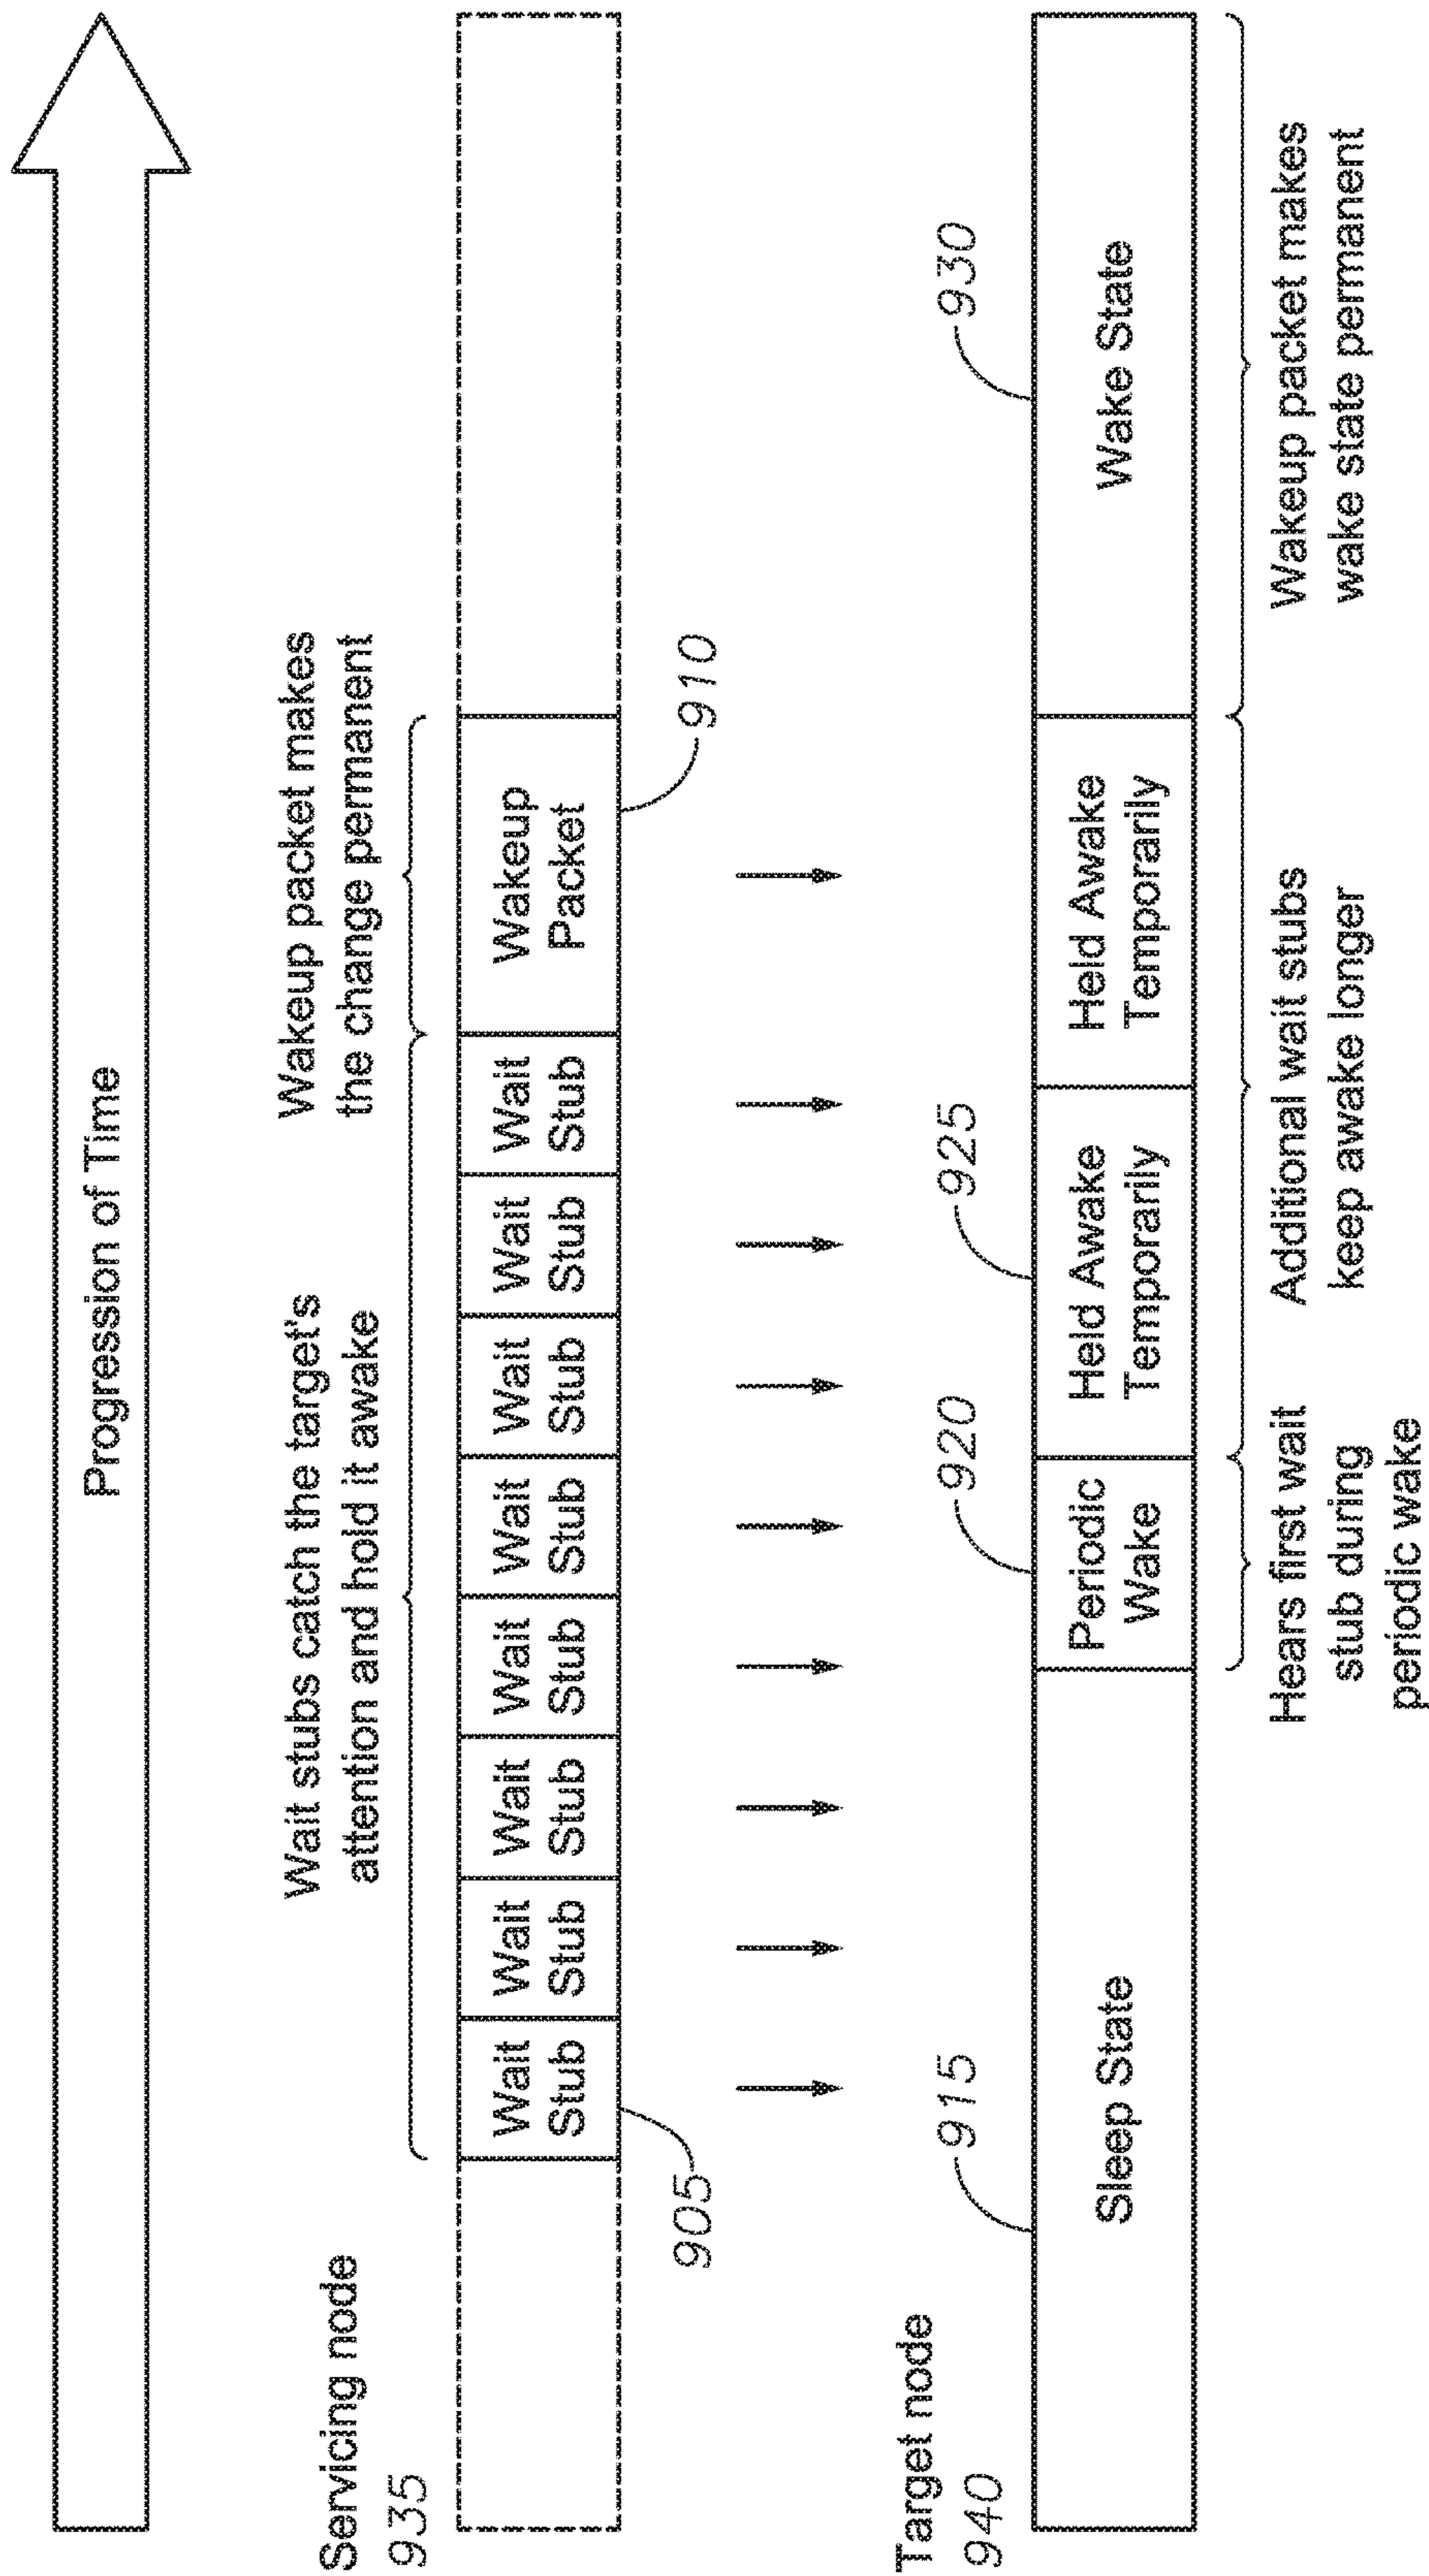 Progression of Time
Servicing node
935
Wait stubs catch the target's
attention and hold it awake
Wakeup packet makes
the change permanent
Wait
Stub
Wait
Stub
Wait
Stub
Wait
Stub
Wait
Stub
Wait
Stub
Wait
Stub
Wait
Stub
Wakeup
Packet
905
910
Target node
940
915
920
925
930
Sleep State
Periodic
Wake
Held Awake
Temporarily
Held Awake
Temporarily
Wake State
Hears first wait
stub during
periodic wake
Additional wait stubs
keep awake longer
Wakeup packet makes
wake state permanent